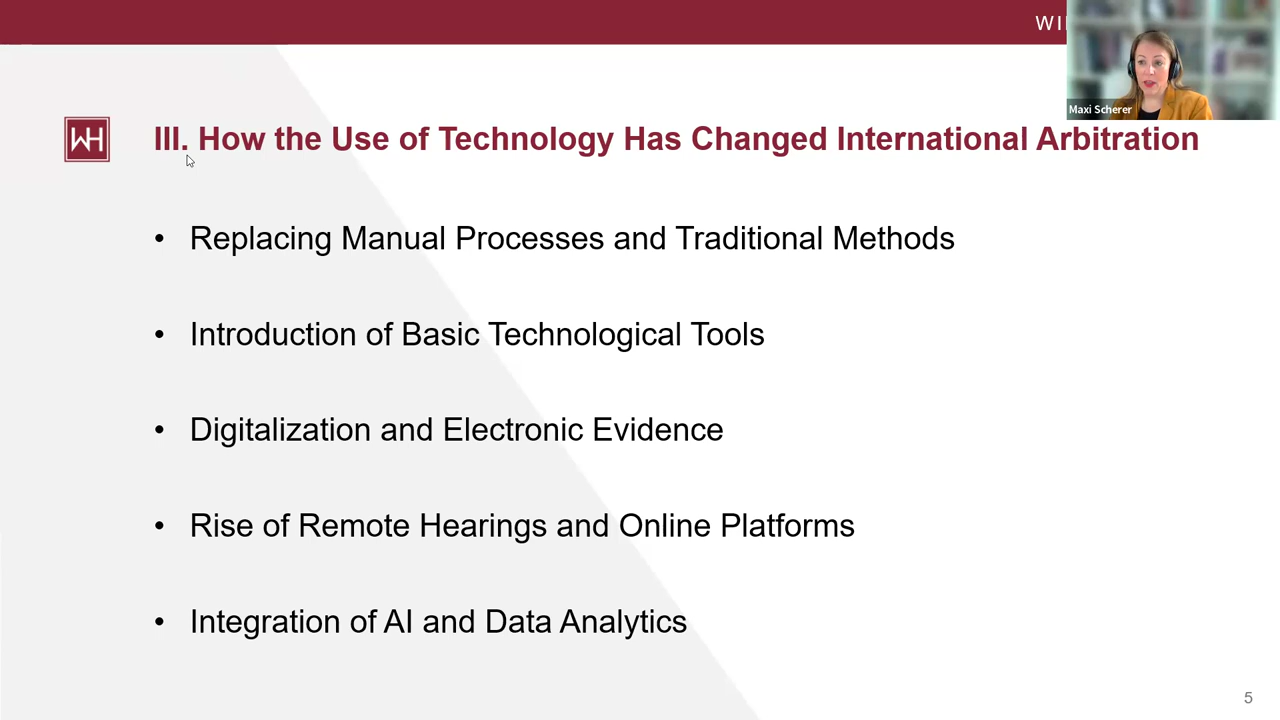 WI
Maxi Scherer
WH
III. How the Use of Technology Has Changed International Arbitration
• Replacing Manual Processes and Traditional Methods
• Introduction of Basic Technological Tools
• Digitalization and Electronic Evidence
• Rise of Remote Hearings and Online Platforms
• Integration of AI and Data Analytics
5